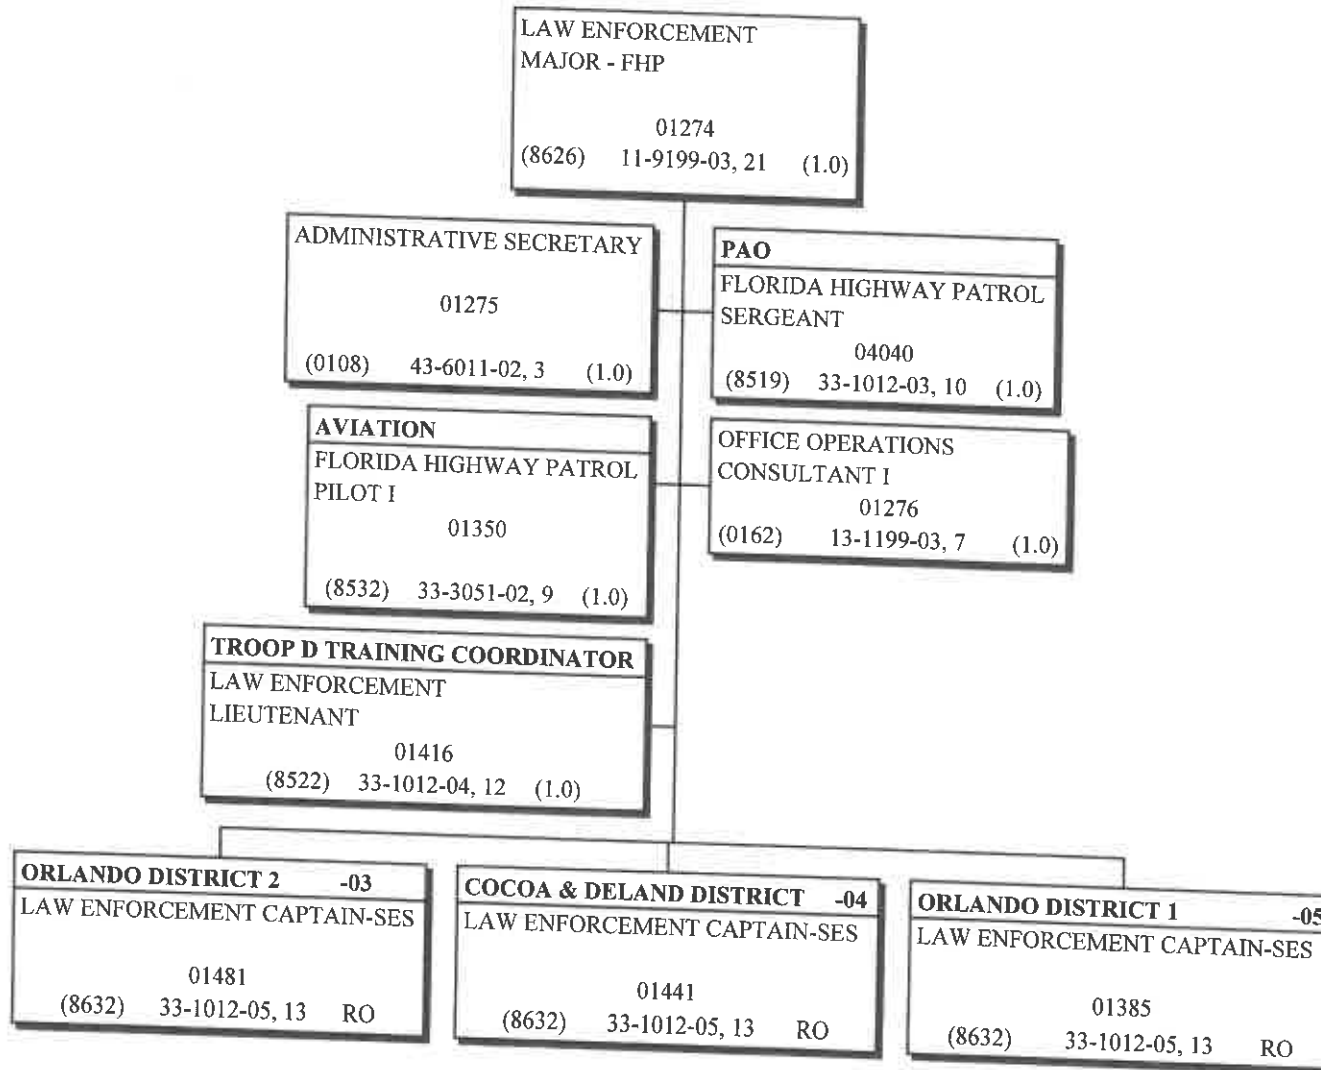 LAW ENFORCEMENT
MAJOR - FHP
01274
(8626) 11-9199-03, 21 (1.0)
ADMINISTRATIVE SECRETARY
01275
(0108) 43-6011-02, 3 (1.0)
PAO
FLORIDA HIGHWAY PATROL
SERGEANT
04040
(8519) 33-1012-03, 10 (1.0)
AVIATION
FLORIDA HIGHWAY PATROL
PILOT I
01350
(8532) 33-3051-02, 9 (1.0)
OFFICE OPERATIONS
CONSULTANT I
01276
(0162) 13-1199-03, 7 (1.0)
TROOP D TRAINING COORDINATOR
LAW ENFORCEMENT
LIEUTENANT
01416
(8522) 33-1012-04, 12 (1.0)
ORLANDO DISTRICT 2 -03
LAW ENFORCEMENT CAPTAIN-SES
01481
(8632) 33-1012-05, 13 RO
COCOA & DELAND DISTRICT -04
LAW ENFORCEMENT CAPTAIN-SES
01441
(8632) 33-1012-05, 13 RO
ORLANDO DISTRICT 1 -05
LAW ENFORCEMENT CAPTAIN-SES
01385
(8632) 33-1012-05, 13 RO